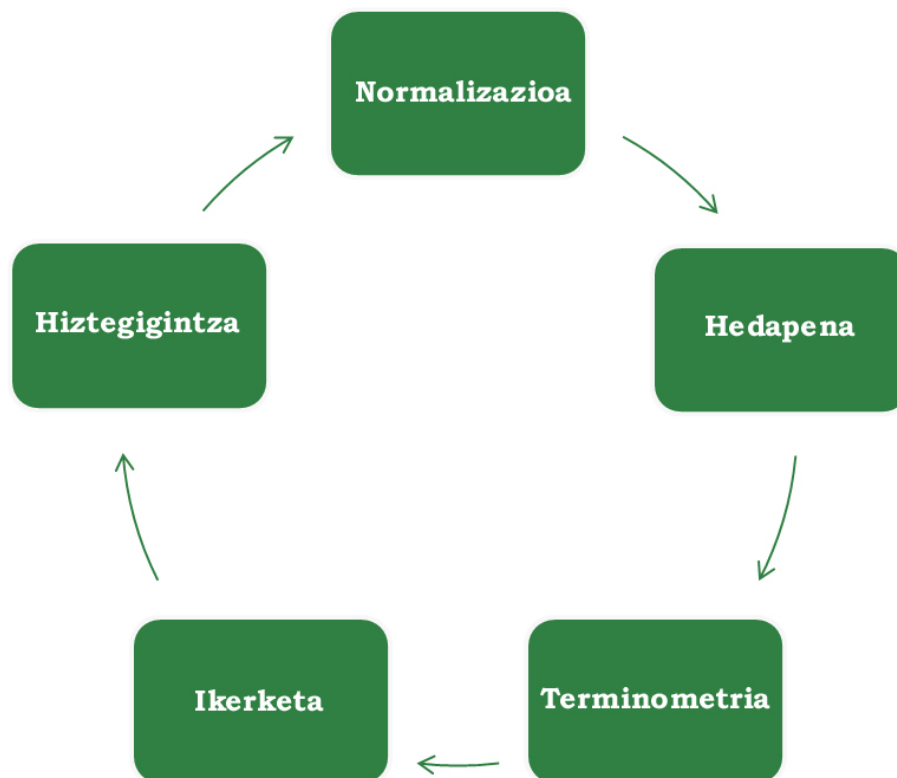 Normalizazioa
Hedapena
Terminometria
Ikerketa
Hiztegigintza